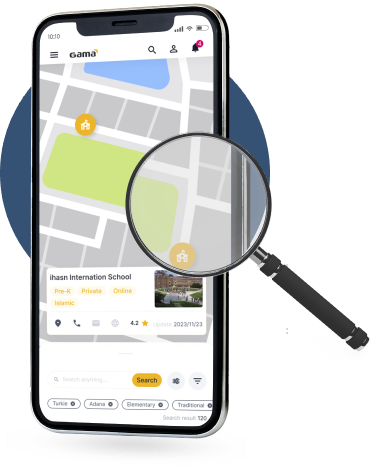 10:10
Gama
4
ihasn Internation School
Pre-K Private Online
Islamic
4.2 Update 2023/11/23
Search anything... Search
Turkie Adana Elementary Traditional
Search result 120